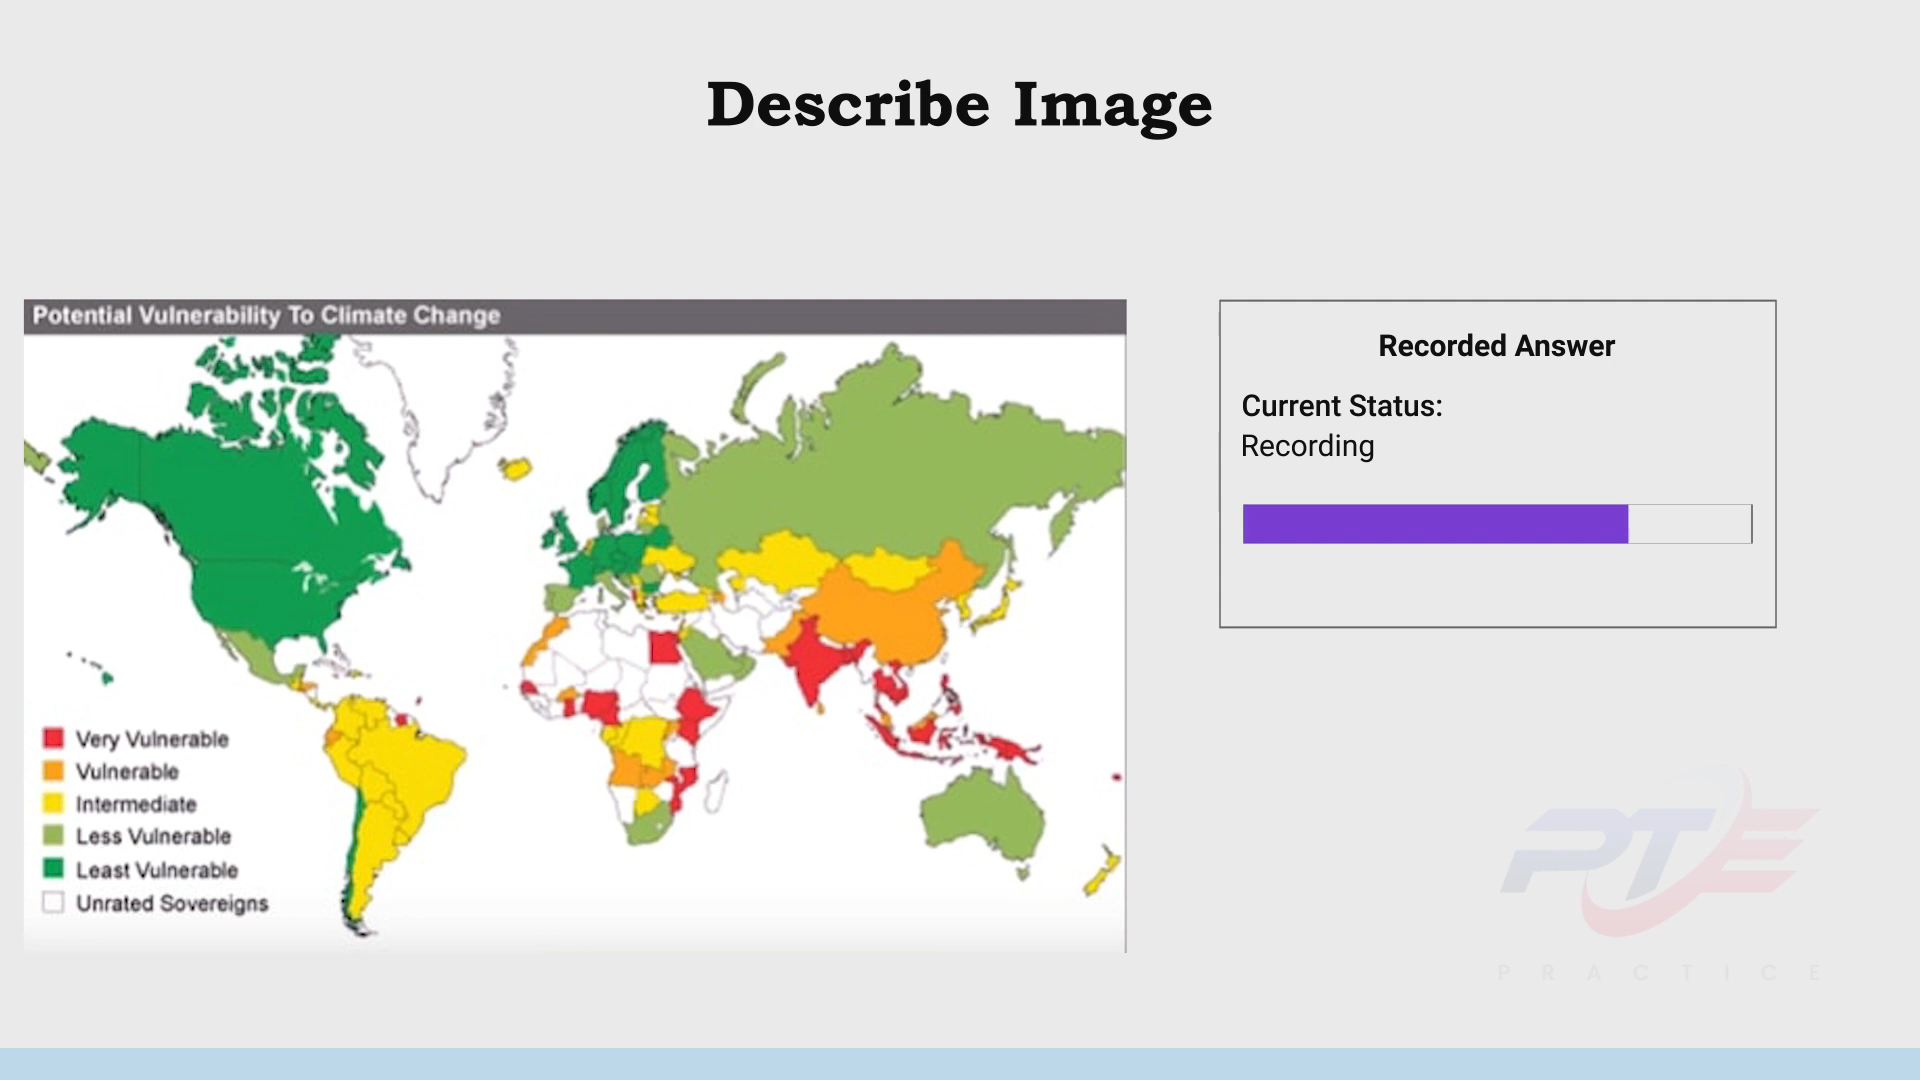 Describe Image
Potential Vulnerability To Climate Change
Very Vulnerable
Vulnerable
Intermediate
Less Vulnerable
Least Vulnerable
Unrated Sovereigns
Recorded Answer
Current Status:
Recording
PTE
PRACTICE